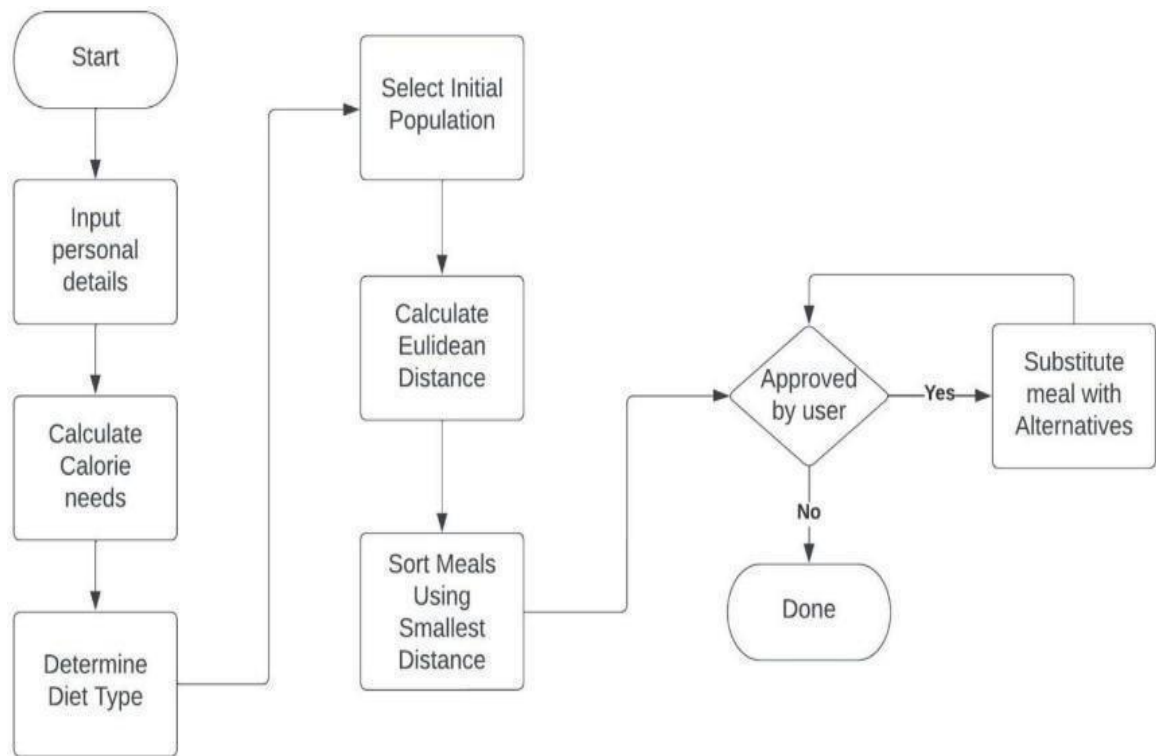 Start
Input
personal
details
Calculate
Calorie
needs
Determine
Diet Type
Select Initial
Population
Calculate
Eulidean
Distance
Sort Meals
Using
Smallest
Distance
Approved
by user
Yes
Substitute
meal with
Alternatives
No
Done